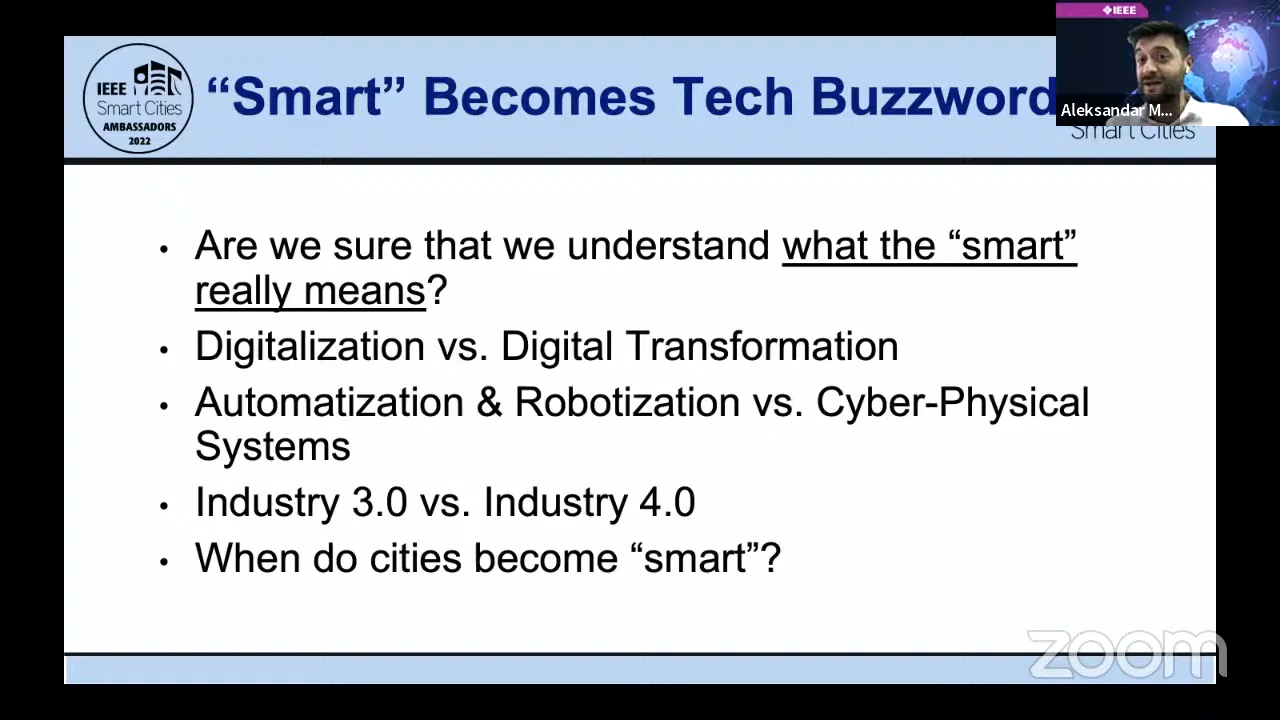 IEEE
IEEE
Smart Cities
AMBASSADORS
2022
“Smart” Becomes Tech Buzzword
Aleksandar M...
Smart Cities
• Are we sure that we understand what the “smart”
really means?
• Digitalization vs. Digital Transformation
• Automatization & Robotization vs. Cyber-Physical
Systems
• Industry 3.0 vs. Industry 4.0
• When do cities become “smart”?
zoom